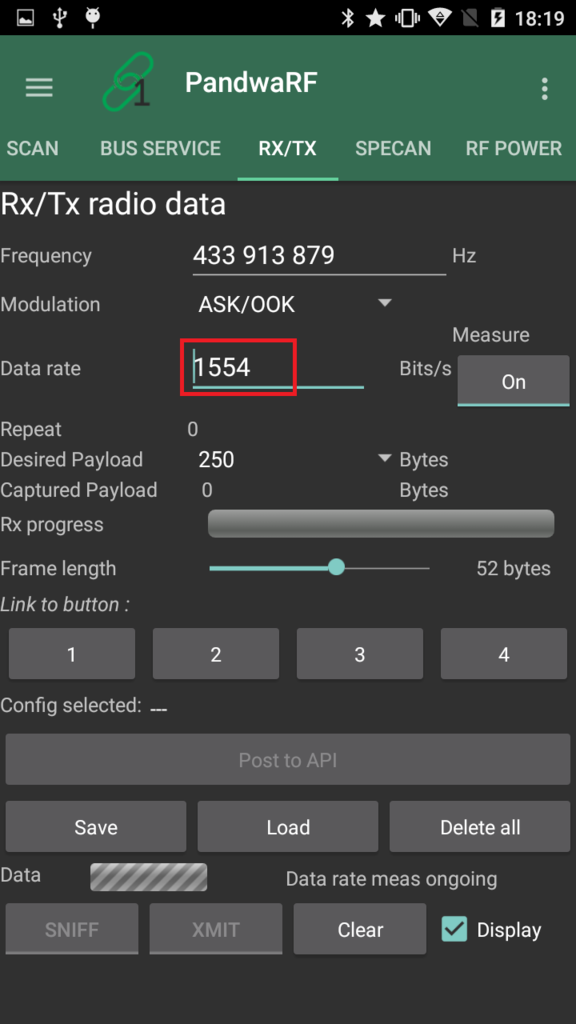 18:19
1
PandwaRF
SCAN BUS SERVICE RX/TX SPECAN RF POWER
Rx/Tx radio data
Frequency 433 913 879 Hz
Modulation ASK/OOK
Measure
Data rate 1554 Bits/s On
Repeat 0
Desired Payload 250 Bytes
Captured Payload 0 Bytes
Rx progress
Frame length 52 bytes
Link to button :
1 2 3 4
Config selected: ---
Post to API
Save Load Delete all
Data Data rate meas ongoing
SNIFF XMIT Clear Display